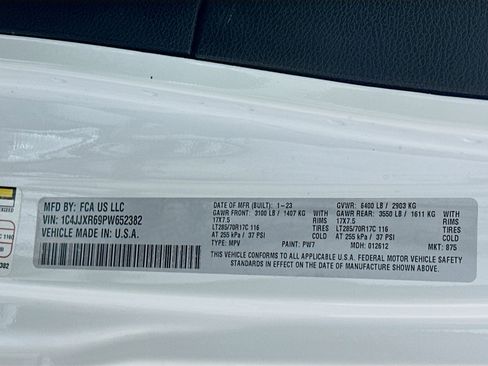 MFD BY: FCA US LLC
VIN: 1C4JJXR69PW652382
VEHICLE MADE IN: U.S.A.
DATE OF MFR (BUILT): 1-23 GVWR: 6400 LB / 2903 KG
GAWR FRONT: 3100 LB / 1407 KG WITH GAWR REAR: 3550 LB / 1611 KG WITH
17X7.5 RIMS 17X7.5 RIMS
LT285/70R17C 116 TIRES LT285/70R17C 116 TIRES
AT 255 kPa / 37 PSI COLD AT 255 kPa / 37 PSI COLD
TYPE: MPV PAINT: PW7 MDH: 012612 MKT: 875
THIS VEHICLE CONFORMS TO ALL APPLICABLE U.S.A. FEDERAL MOTOR VEHICLE SAFETY
STANDARDS IN EFFECT ON THE DATE OF MANUFACTURE SHOWN ABOVE.